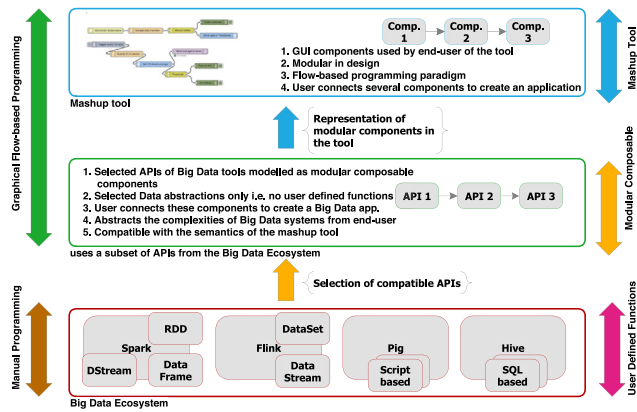 Graphical Flow-based Programming
Comp. 1
Comp. 2
Comp. 3
1. GUI components used by end-user of the tool
2. Modular in design
3. Flow-based programming paradigm
4. User connects several components to create an application
Mashup tool
Mashup Tool
Representation of
modular components in
the tool
1. Selected APIs of Big Data tools modelled as modular composable
components
2. Selected Data abstractions only i.e. no user defined functions
3. User connects these components to create a Big Data app.
4. Abstracts the complexities of Big Data systems from end-user
5. Compatible with the semantics of the mashup tool
API 1
API 2
API 3
uses a subset of APIs from the Big Data Ecosystem
Modular Composable
Selection of compatible APIs
Manual Programming
Spark
RDD
DStream
Data
Frame
Flink
DataSet
Data
Stream
Pig
Script
based
Hive
SQL
based
Big Data Ecosystem
User Defined Functions